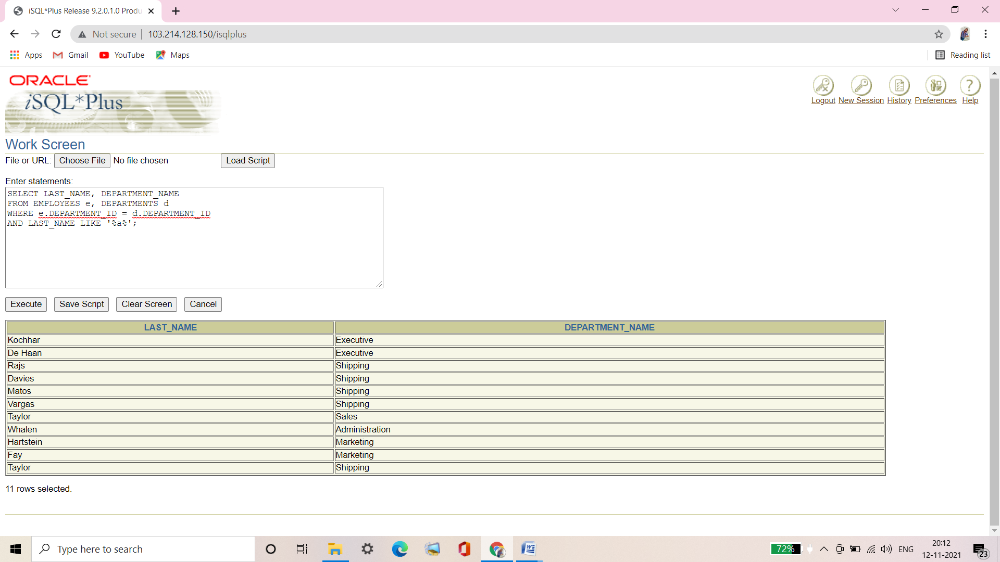 iSQL*Plus Release 9.2.0.1.0 Produ
Not secure | 103.214.128.150/isqlplus
Apps Gmail YouTube Maps Reading list
ORACLE
iSQL*Plus
Logout New Session History Preferences Help
Work Screen
File or URL: Choose File No file chosen Load Script
Enter statements:
SELECT LAST_NAME, DEPARTMENT_NAME
FROM EMPLOYEES e, DEPARTMENTS d
WHERE e.DEPARTMENT_ID = d.DEPARTMENT_ID
AND LAST_NAME LIKE '%a%';
Execute Save Script Clear Screen Cancel
LAST_NAME DEPARTMENT_NAME
Kochhar Executive
De Haan Executive
Rajs Shipping
Davies Shipping
Matos Shipping
Vargas Shipping
Taylor Sales
Whalen Administration
Hartstein Marketing
Fay Marketing
Taylor Shipping
11 rows selected.
Type here to search 72% ENG 20:12
12-11-2021 23